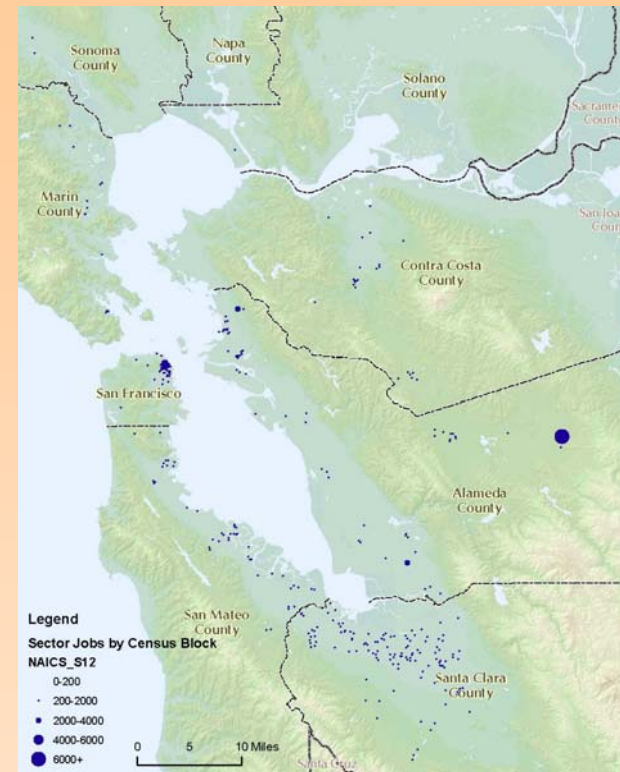 Sonoma
County
Napa
County
Solano
County
Sacramento
County
Marin
County
San Joa
Coun
Contra Costa
County
San Francisco
Alameda
County
San Mateo
County
Santa Clara
County
Legend
Sector Jobs by Census Block
NAICS_S12
0-200
200-2000
2000-4000
4000-6000
6000+
0 5 10 Miles
Santa Cruz